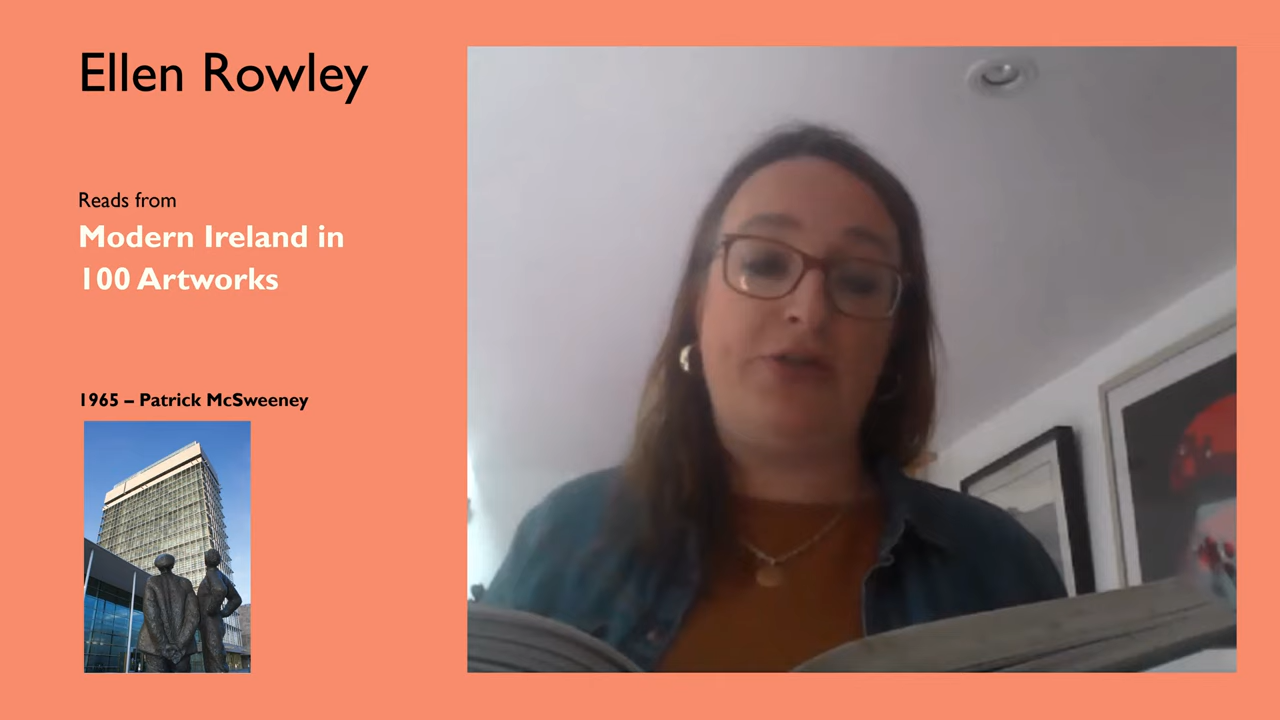 Ellen Rowley
Reads from
Modern Ireland in
100 Artworks
1965 – Patrick McSweeney